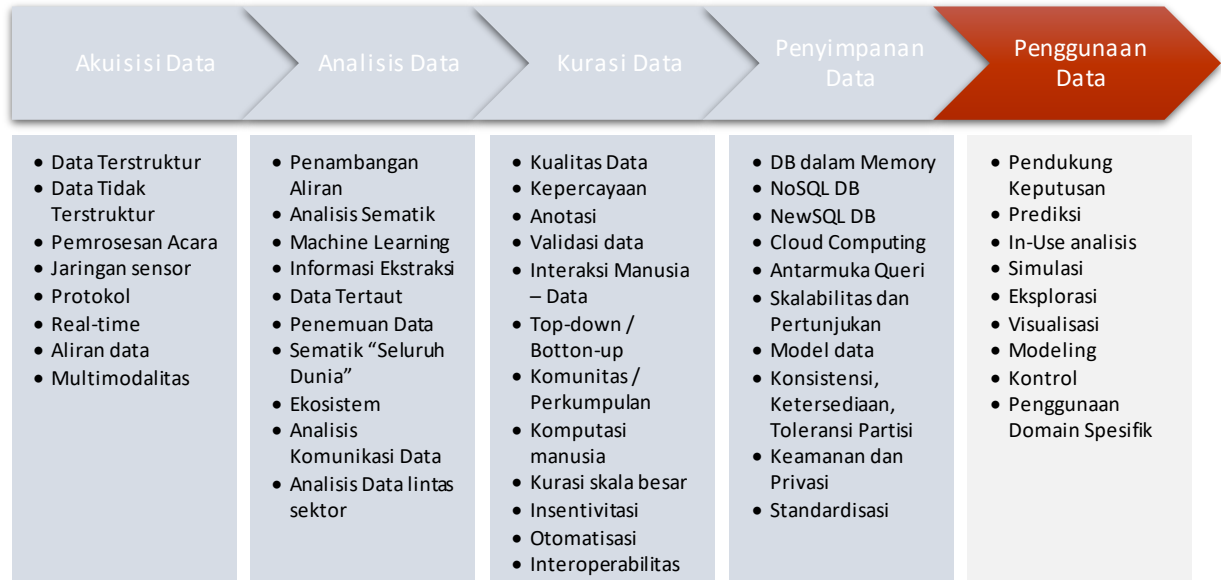 Akuisisi Data
Analisis Data
Kurasi Data
Penyimpanan
Data
Penggunaan
Data
• Data Terstruktur
• Data Tidak
Terstruktur
• Pemrosesan Acara
• Jaringan sensor
• Protokol
• Real-time
• Aliran data
• Multimodalitas
• Penambangan
Aliran
• Analisis Sematik
• Machine Learning
• Informasi Ekstraksi
• Data Tertaut
• Penemuan Data
• Sematik “Seluruh
Dunia”
• Ekosistem
• Analisis
Komunikasi Data
• Analisis Data lintas
sektor
• Kualitas Data
• Kepercayaan
• Anotasi
• Validasi data
• Interaksi Manusia
– Data
• Top-down /
Botton-up
• Komunitas /
Perkumpulan
• Komputasi
manusia
• Kurasi skala besar
• Insentivitasi
• Otomatisasi
• Interoperabilitas
• DB dalam Memory
• NoSQL DB
• NewSQL DB
• Cloud Computing
• Antarmuka Queri
• Skalabilitas dan
Pertunjukan
• Model data
• Konsistensi,
Ketersediaan,
Toleransi Partisi
• Keamanan dan
Privasi
• Standardisasi
• Pendukung
Keputusan
• Prediksi
• In-Use analisis
• Simulasi
• Eksplorasi
• Visualisasi
• Modeling
• Kontrol
• Penggunaan
Domain Spesifik